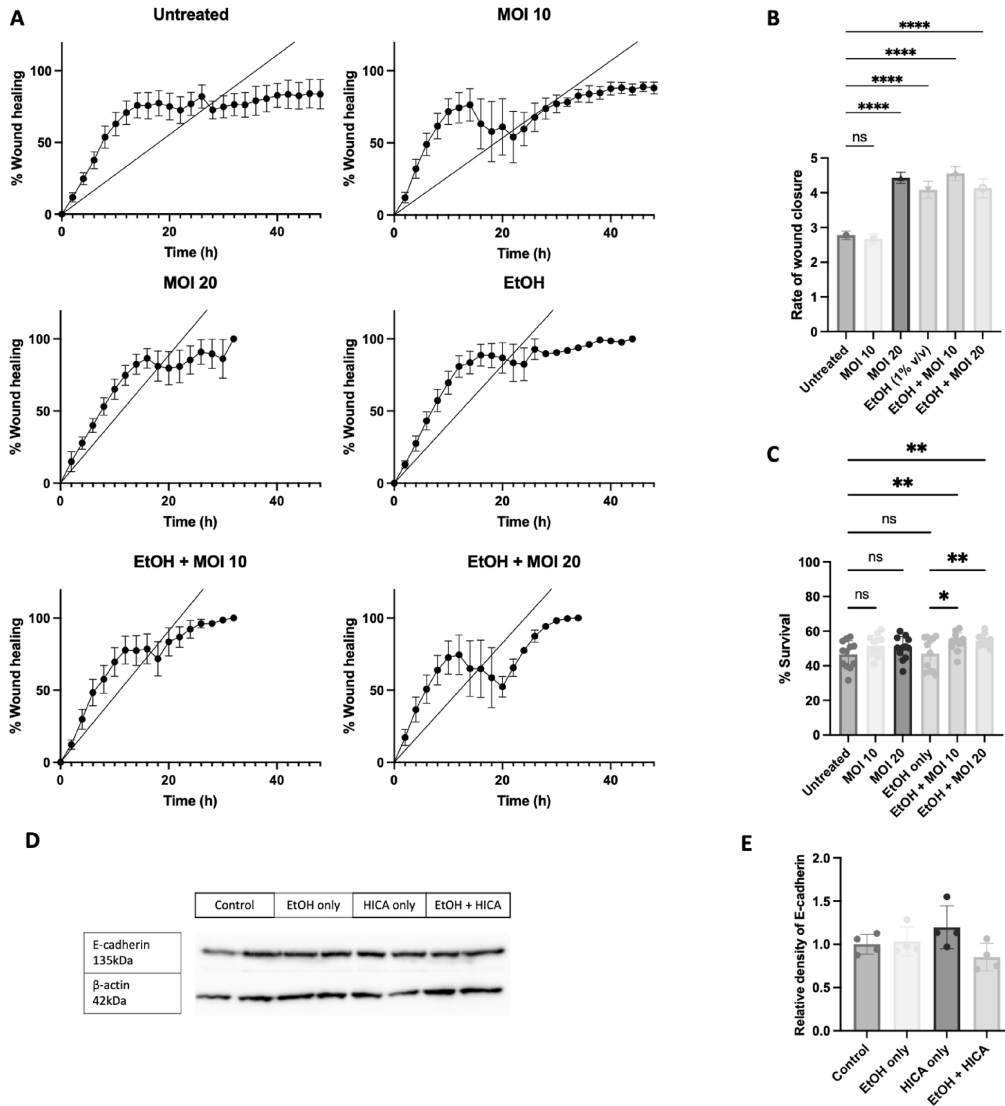 A
Untreated
% Wound healing
100
50
0
0
20
40
Time (h)
MOI 10
% Wound healing
100
50
0
0
20
40
Time (h)
MOI 20
% Wound healing
100
50
0
0
20
40
Time (h)
EtOH
% Wound healing
100
50
0
0
20
40
Time (h)
EtOH + MOI 10
% Wound healing
100
50
0
0
20
40
Time (h)
EtOH + MOI 20
% Wound healing
100
50
0
0
20
40
Time (h)
B
****
****
****
****
ns
Rate of wound closure
5
4
3
2
1
0
Untreated
MOI 10
MOI 20
EtOH (1% v/v)
EtOH + MOI 10
EtOH + MOI 20
C
**
**
ns
ns
**
ns
*
% Survival
100
80
60
40
20
0
Untreated
MOI 10
MOI 20
EtOH only
EtOH + MOI 10
EtOH + MOI 20
D
Control
EtOH only
HICA only
EtOH + HICA
E-cadherin
135kDa
β-actin
42kDa
E
Relative density of E-cadherin
2.0
1.5
1.0
0.5
0.0
Control
EtOH only
HICA only
EtOH + HICA